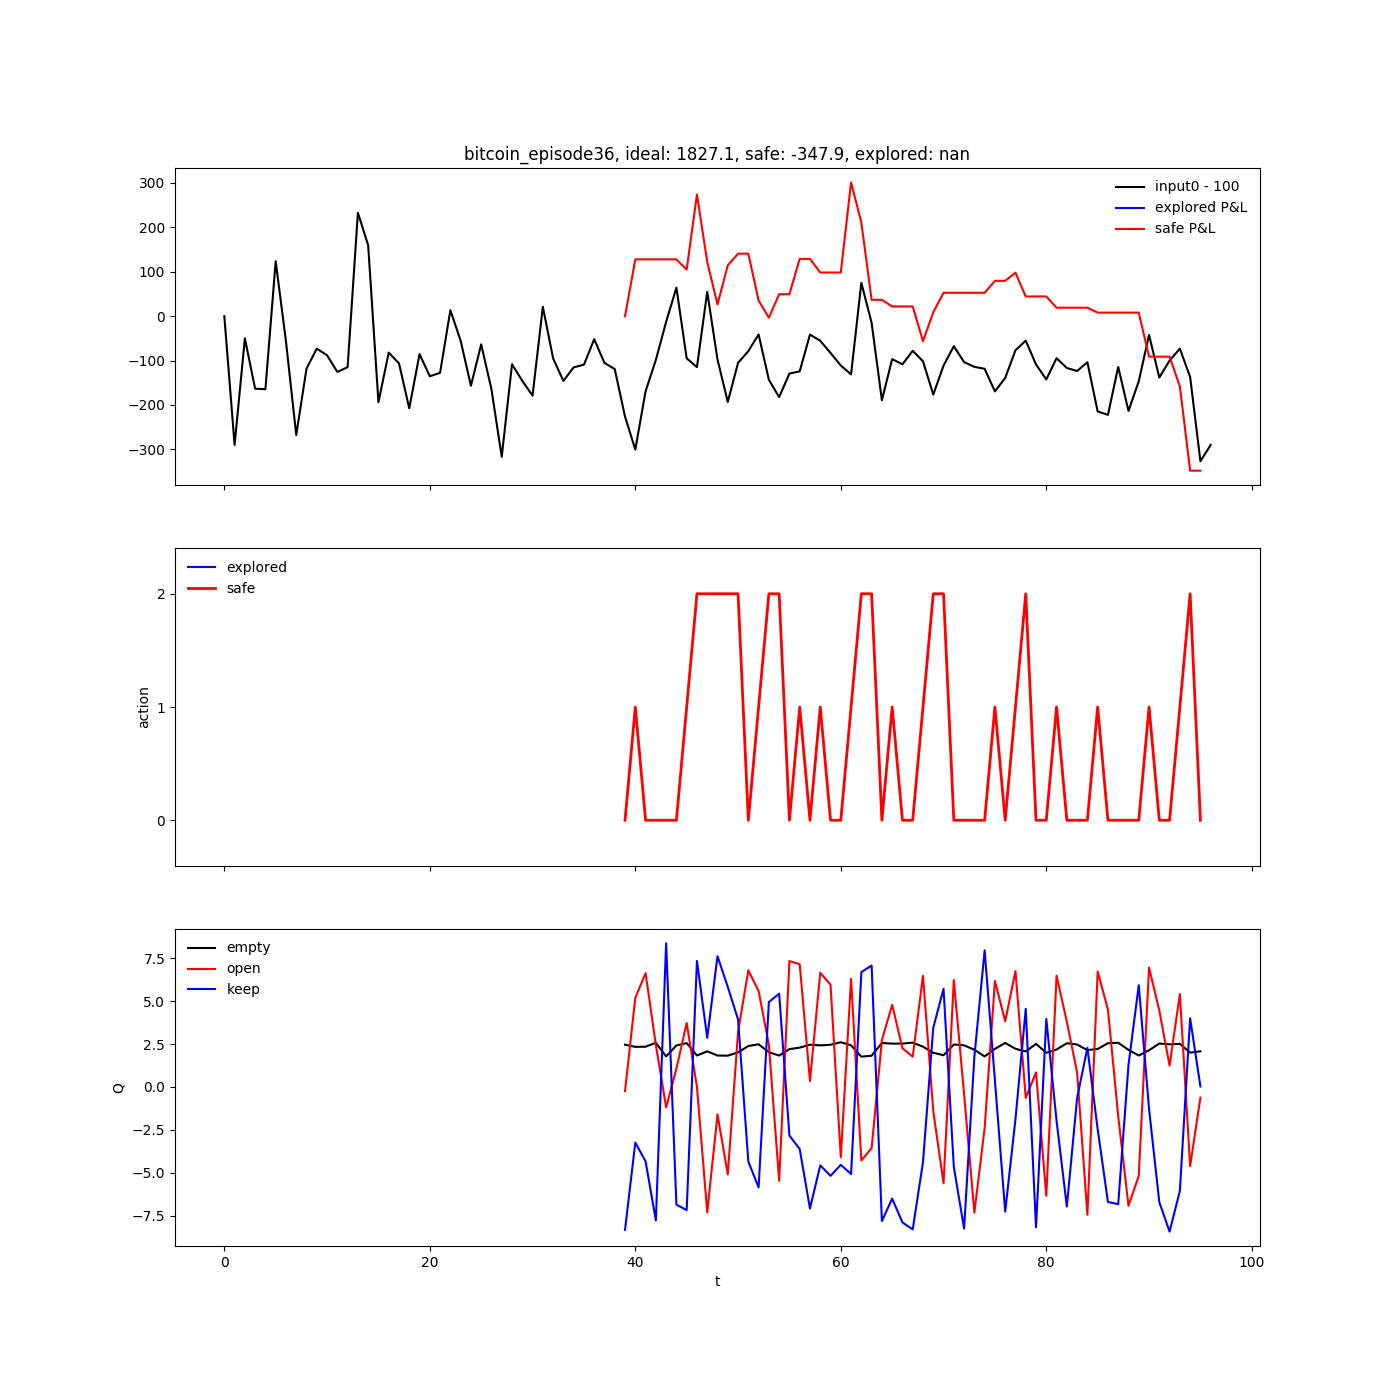 bitcoin_episode36, ideal: 1827.1, safe: -347.9, explored: nan
300
200
100
0
−100
−200
−300
input0 - 100
explored P&L
safe P&L
explored
safe
2
1
0
action
empty
open
keep
7.5
5.0
2.5
0.0
−2.5
−5.0
−7.5
Q
0
20
40
60
80
100
t